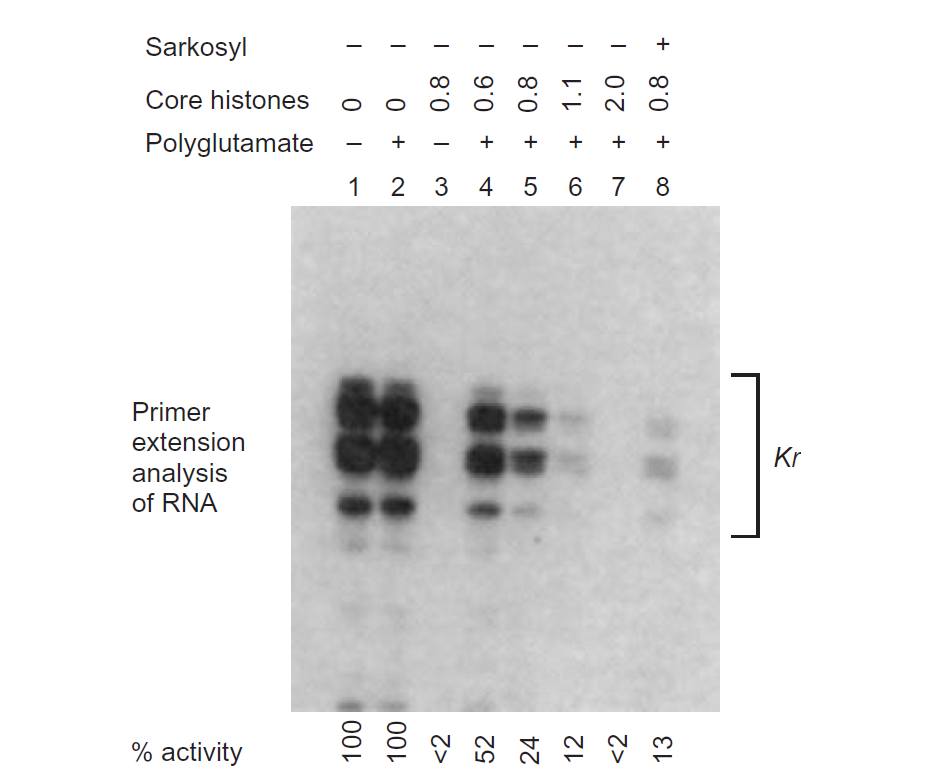 Sarkosyl – – – – – – – +
Core histones 0 0 0.8 0.6 0.8 1.1 2.0 0.8
Polyglutamate – + – + + + + +
1 2 3 4 5 6 7 8
Primer
extension
analysis
of RNA
Kr
% activity 100 100 <2 52 24 12 <2 13